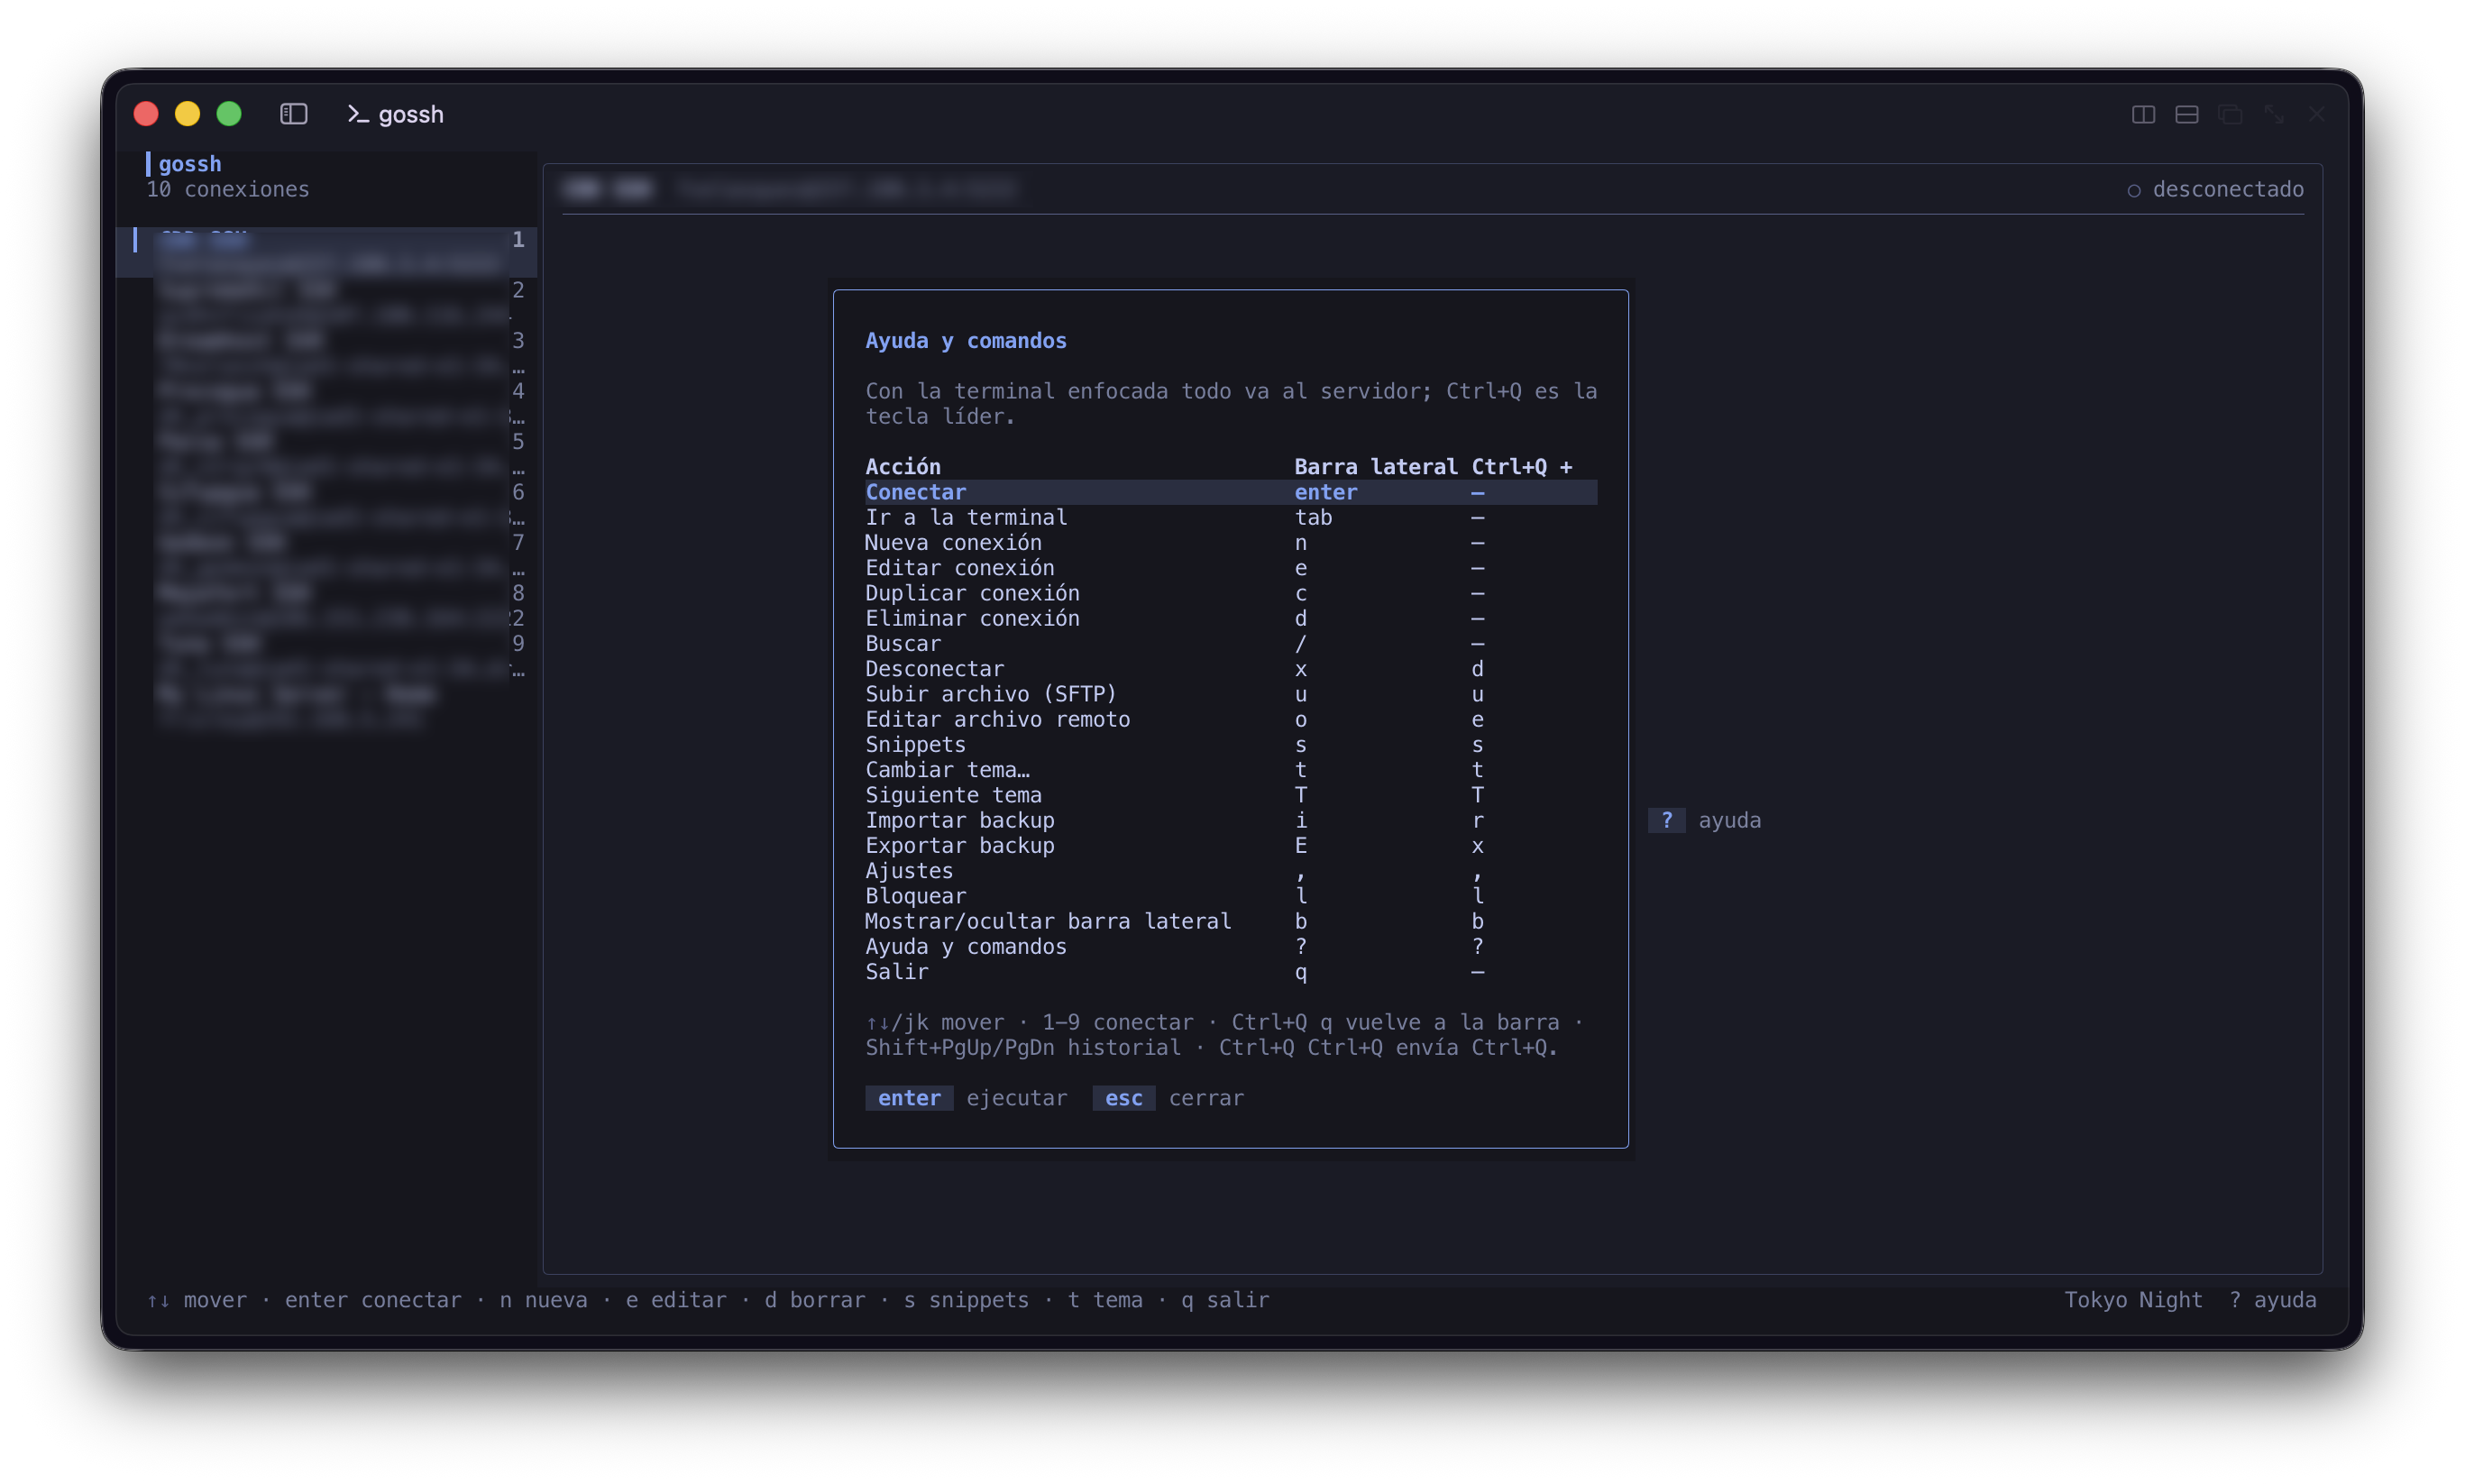 gossh
gossh
10 conexiones
desconectado
1
2
3
4
5
6
7
8
9
Ayuda y comandos
Con la terminal enfocada todo va al servidor; Ctrl+Q es la
tecla líder.
Acción Barra lateral Ctrl+Q +
Conectar enter —
Ir a la terminal tab —
Nueva conexión n —
Editar conexión e —
Duplicar conexión c —
Eliminar conexión d —
Buscar / —
Desconectar x d
Subir archivo (SFTP) u u
Editar archivo remoto o e
Snippets s s
Cambiar tema… t t
Siguiente tema T T
Importar backup i r
Exportar backup E x
Ajustes , ,
Bloquear l l
Mostrar/ocultar barra lateral b b
Ayuda y comandos ? ?
Salir q —
↑↓/jk mover · 1–9 conectar · Ctrl+Q q vuelve a la barra ·
Shift+PgUp/PgDn historial · Ctrl+Q Ctrl+Q envía Ctrl+Q.
enter ejecutar esc cerrar
? ayuda
↑↓ mover · enter conectar · n nueva · e editar · d borrar · s snippets · t tema · q salir
Tokyo Night ? ayuda